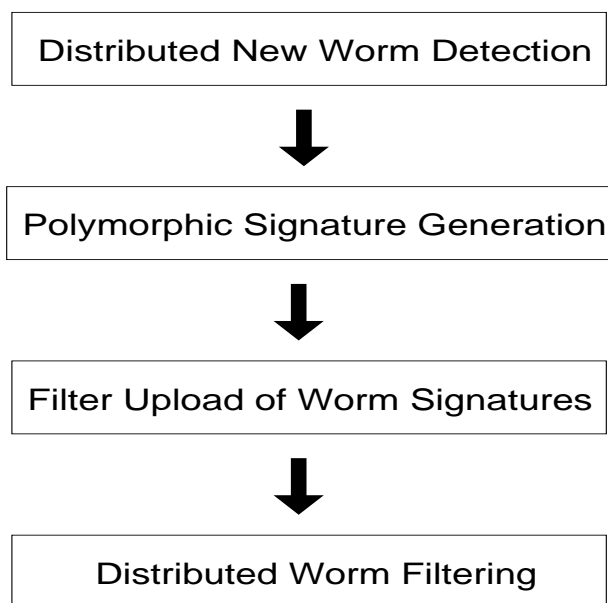 Distributed New Worm Detection
Polymorphic Signature Generation
Filter Upload of Worm Signatures
Distributed Worm Filtering